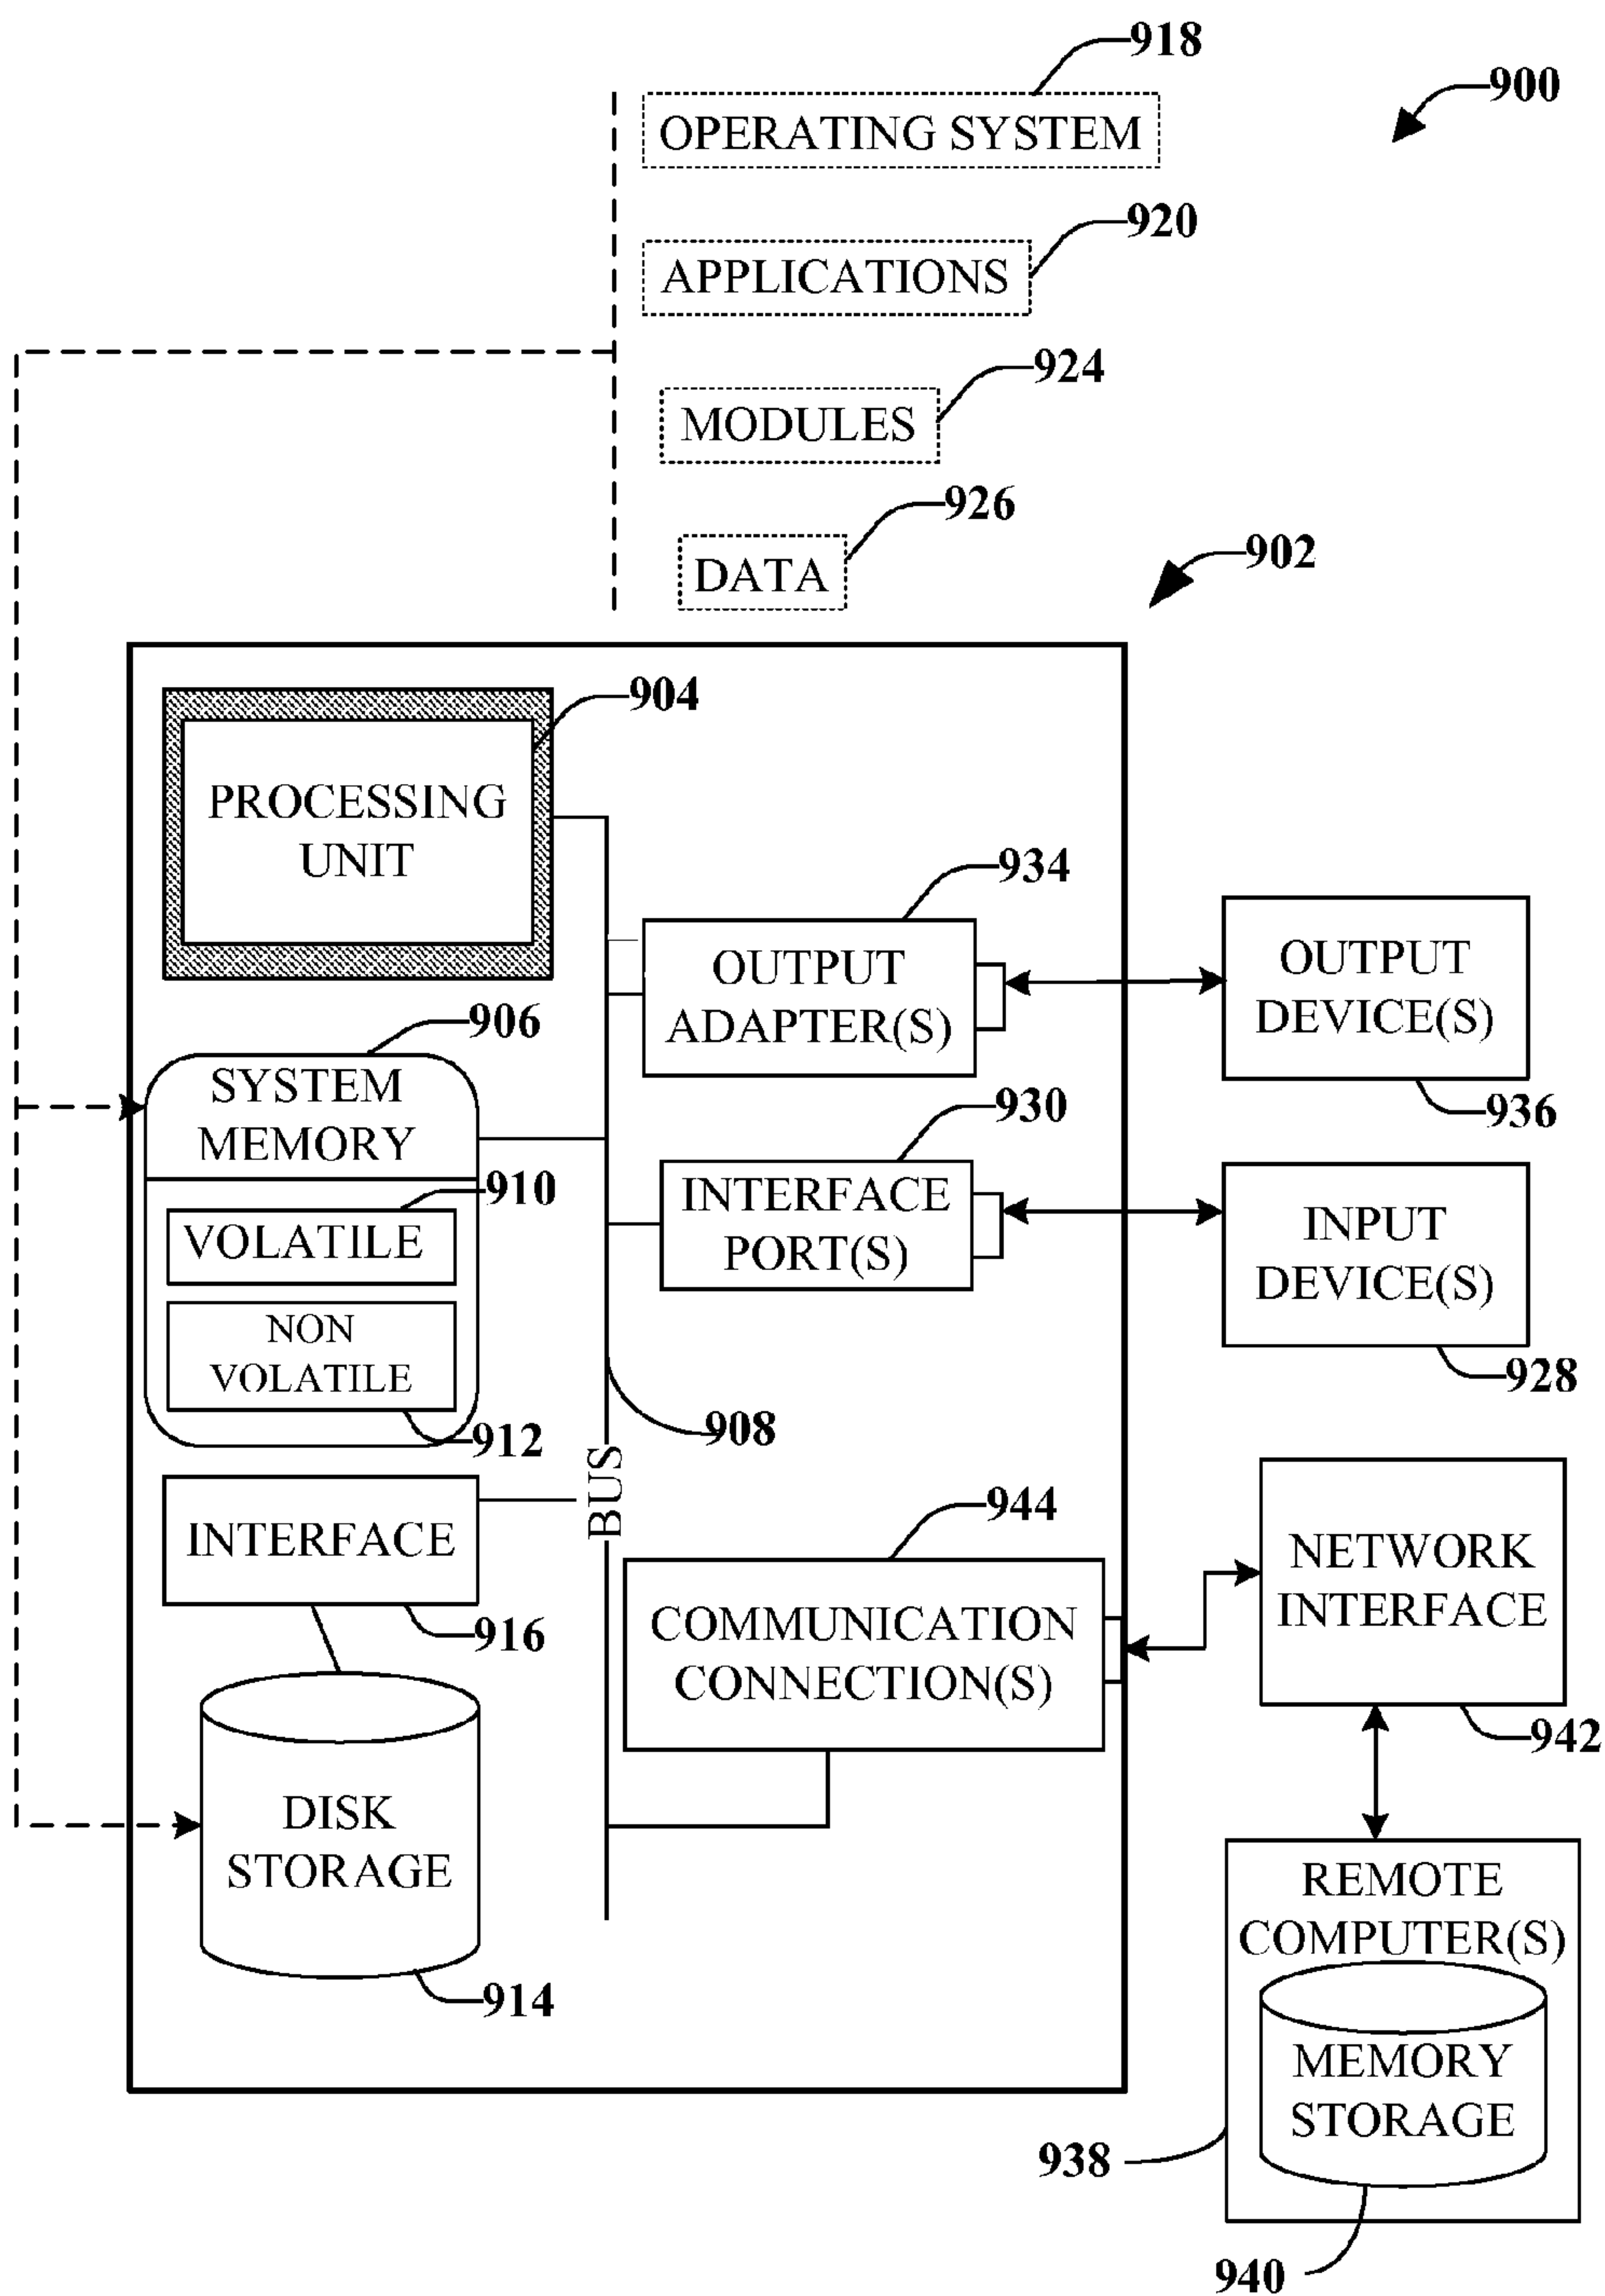 918
900
OPERATING SYSTEM
920
APPLICATIONS
924
MODULES
926
902
DATA
904
PROCESSING
UNIT
934
OUTPUT
ADAPTER(S)
OUTPUT
DEVICE(S)
936
906
SYSTEM
MEMORY
930
INTERFACE
PORT(S)
INPUT
DEVICE(S)
928
910
VOLATILE
NON
VOLATILE
912
908
BUS
INTERFACE
916
944
COMMUNICATION
CONNECTION(S)
NETWORK
INTERFACE
942
DISK
STORAGE
914
REMOTE
COMPUTER(S)
MEMORY
STORAGE
938
940